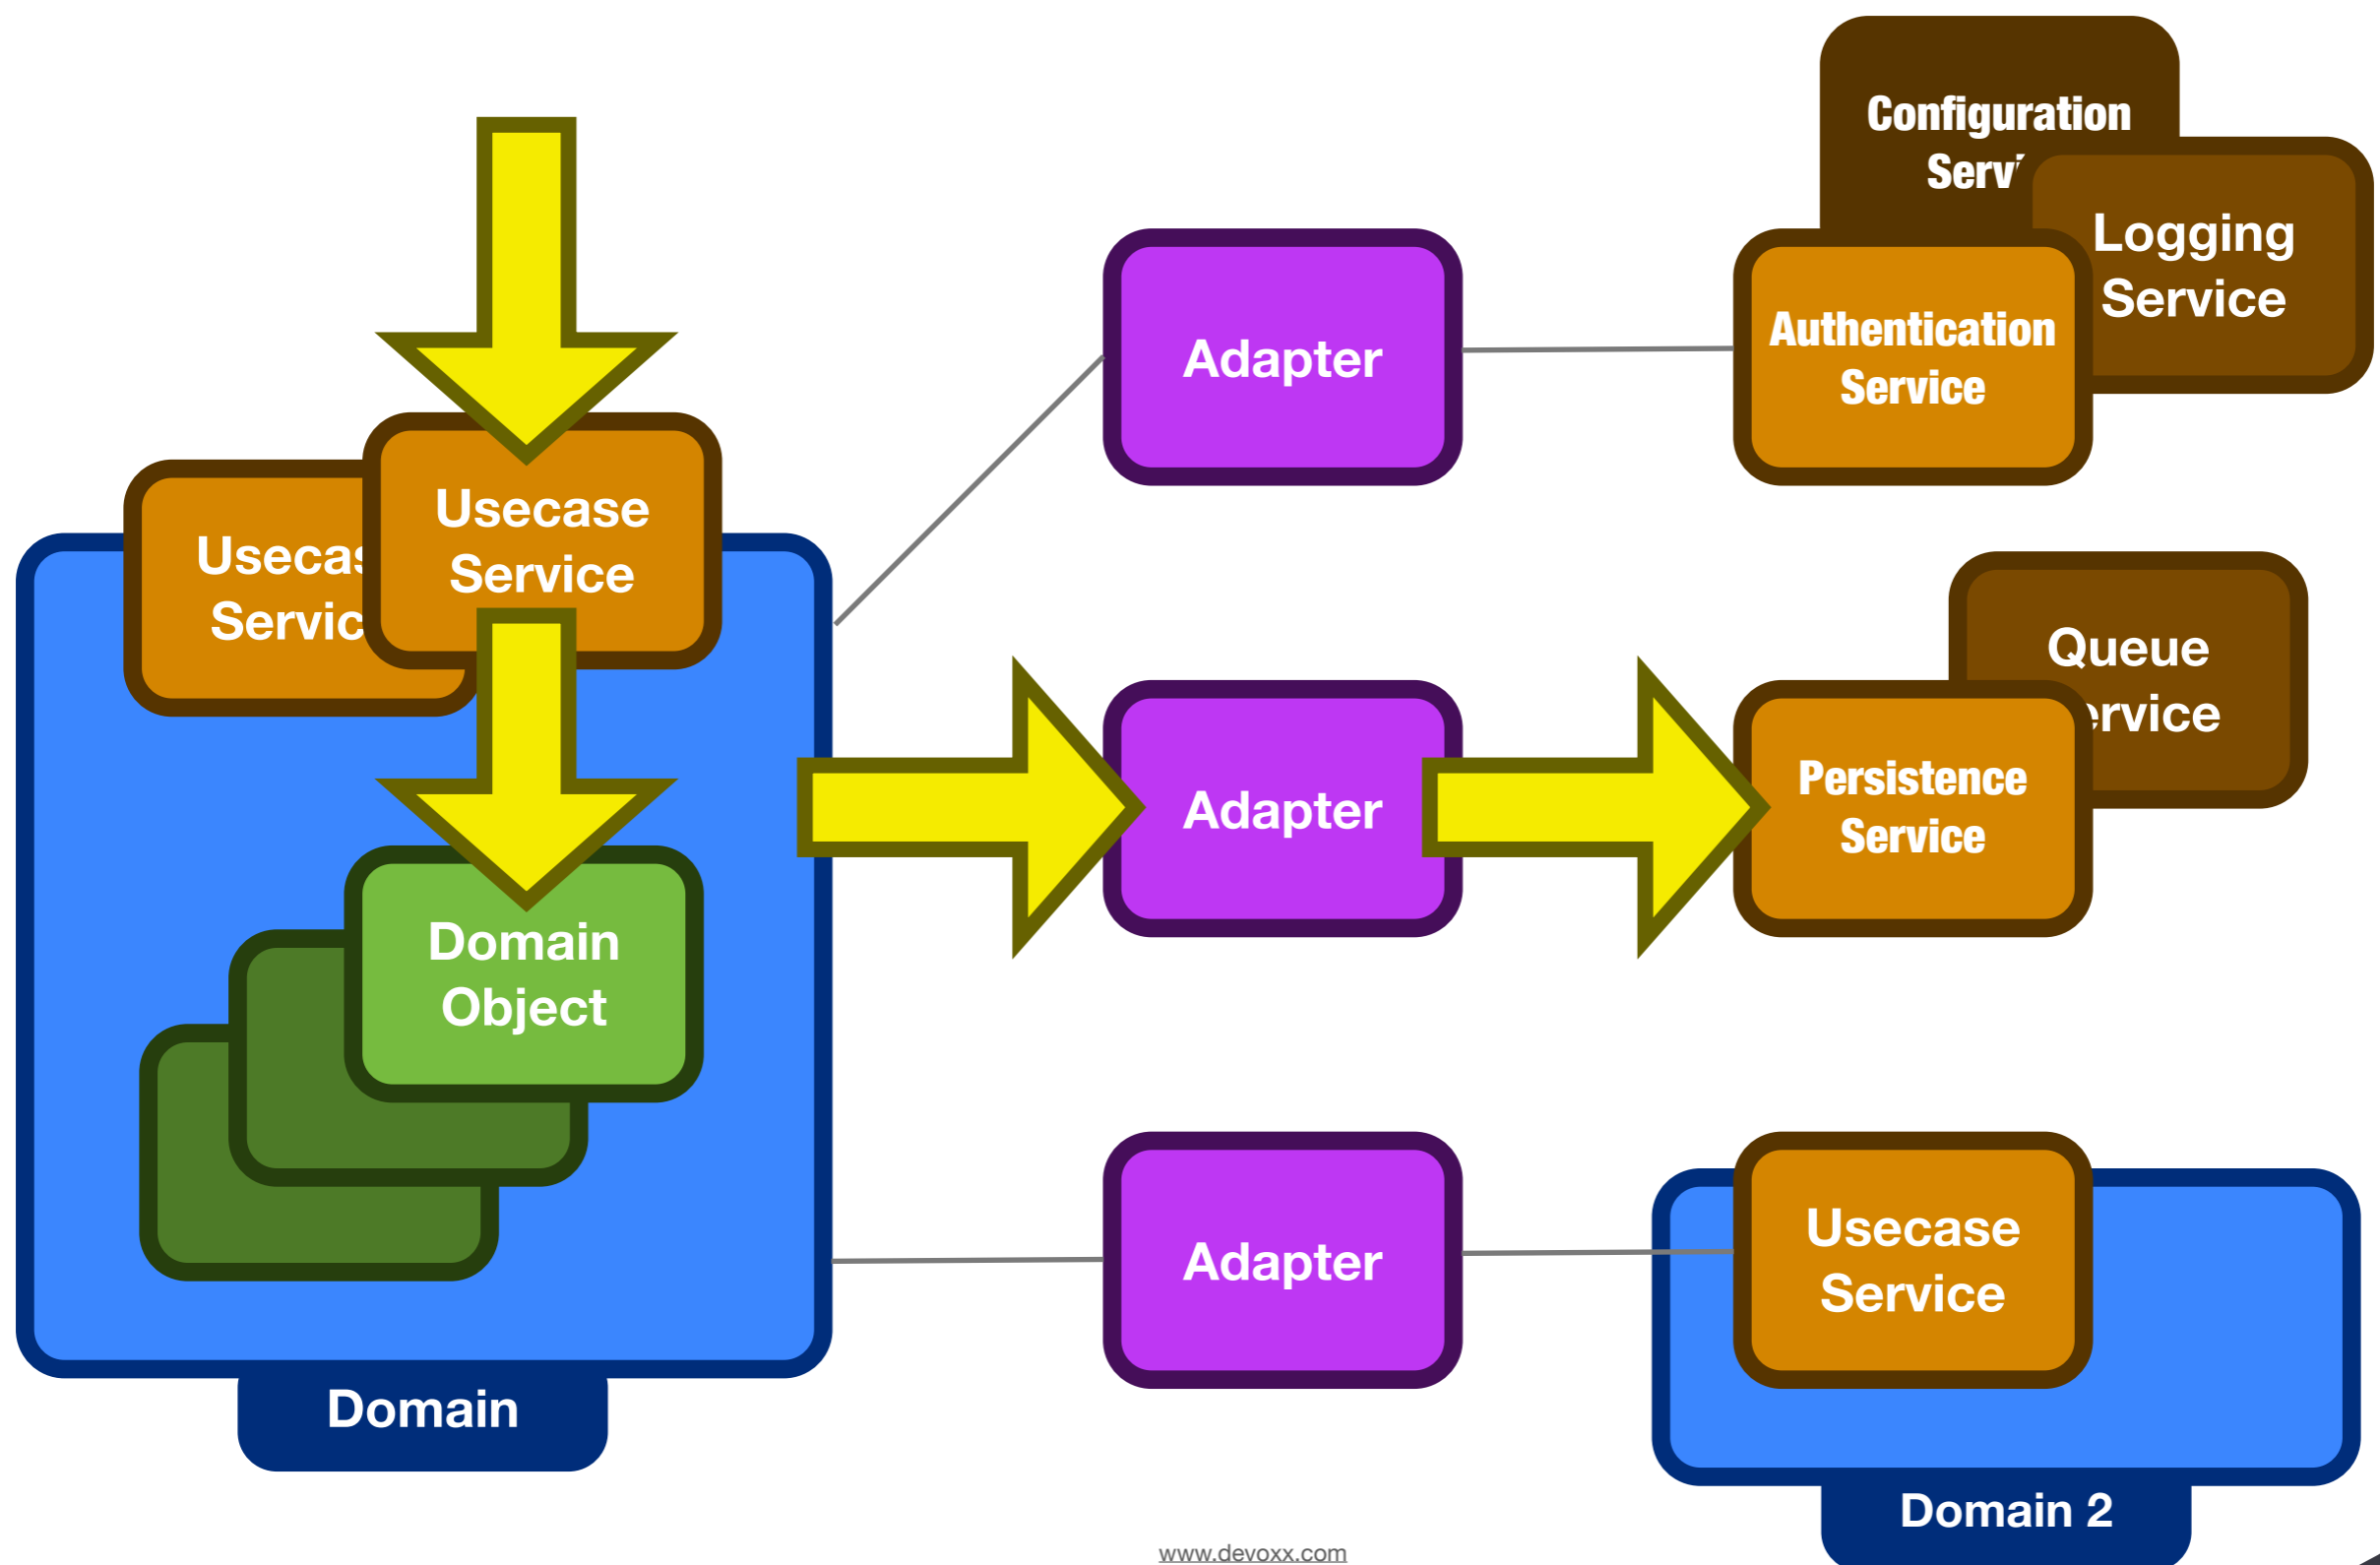 Configuration
Logging
Service
Adapter
Authentication
Service
Usecase
Service
Queue
Adapter
Persistence
Service
Domain
Object
Adapter
Usecase
Service
Domain
Domain 2
www.devoxx.com